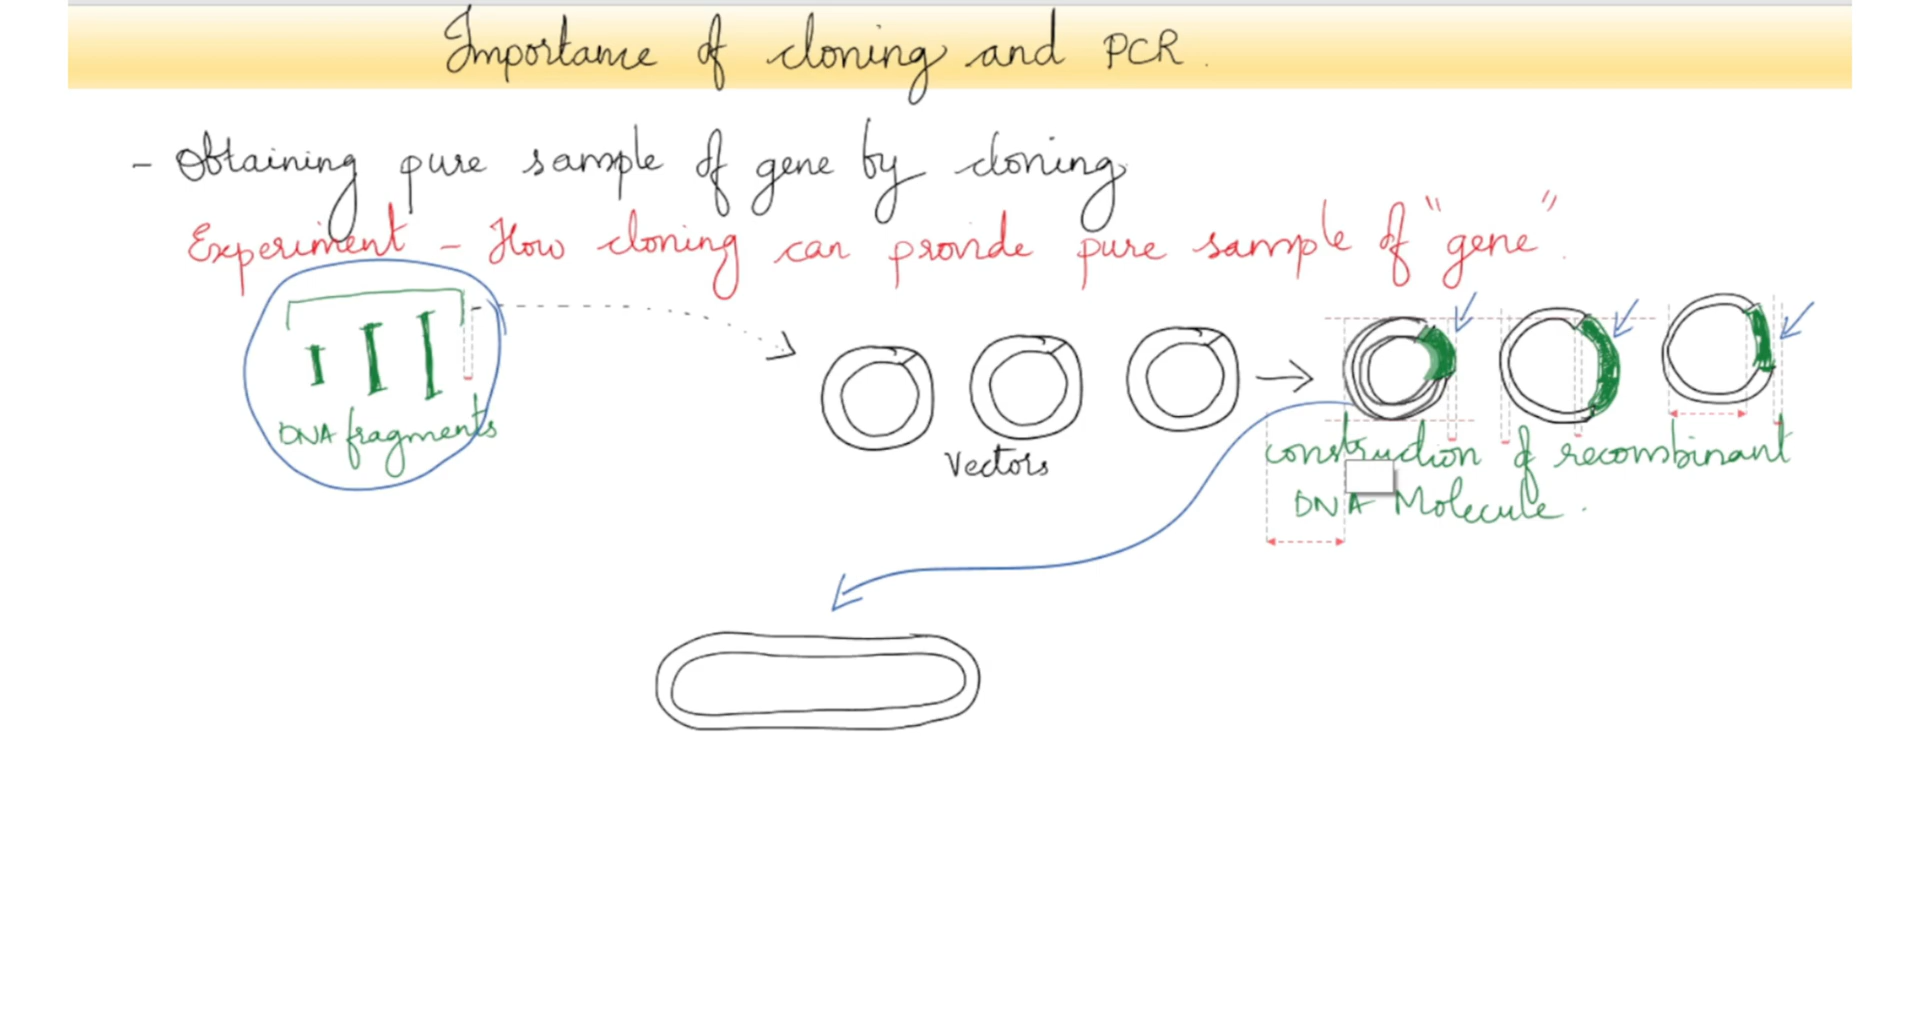 Importance of cloning and PCR.
- Obtaining pure sample of gene by cloning
Experiment - How cloning can provide pure sample of "gene".
DNA fragments
Vectors
Construction of recombinant
DNA Molecule.